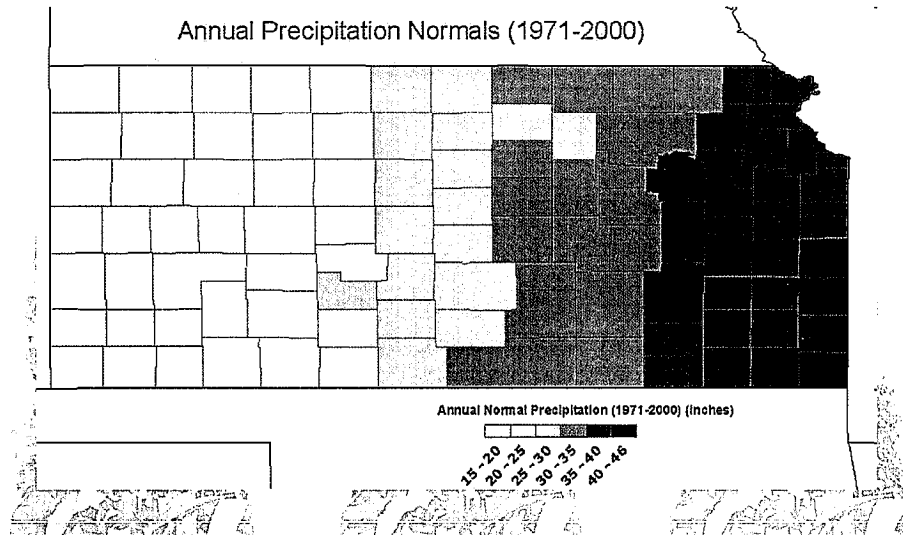 Annual Precipitation Normals (1971-2000)
Annual Normal Precipitation (1971-2000) (Inches)
15 - 20
20 - 25
25 - 30
30 - 35
35 - 40
40 - 46